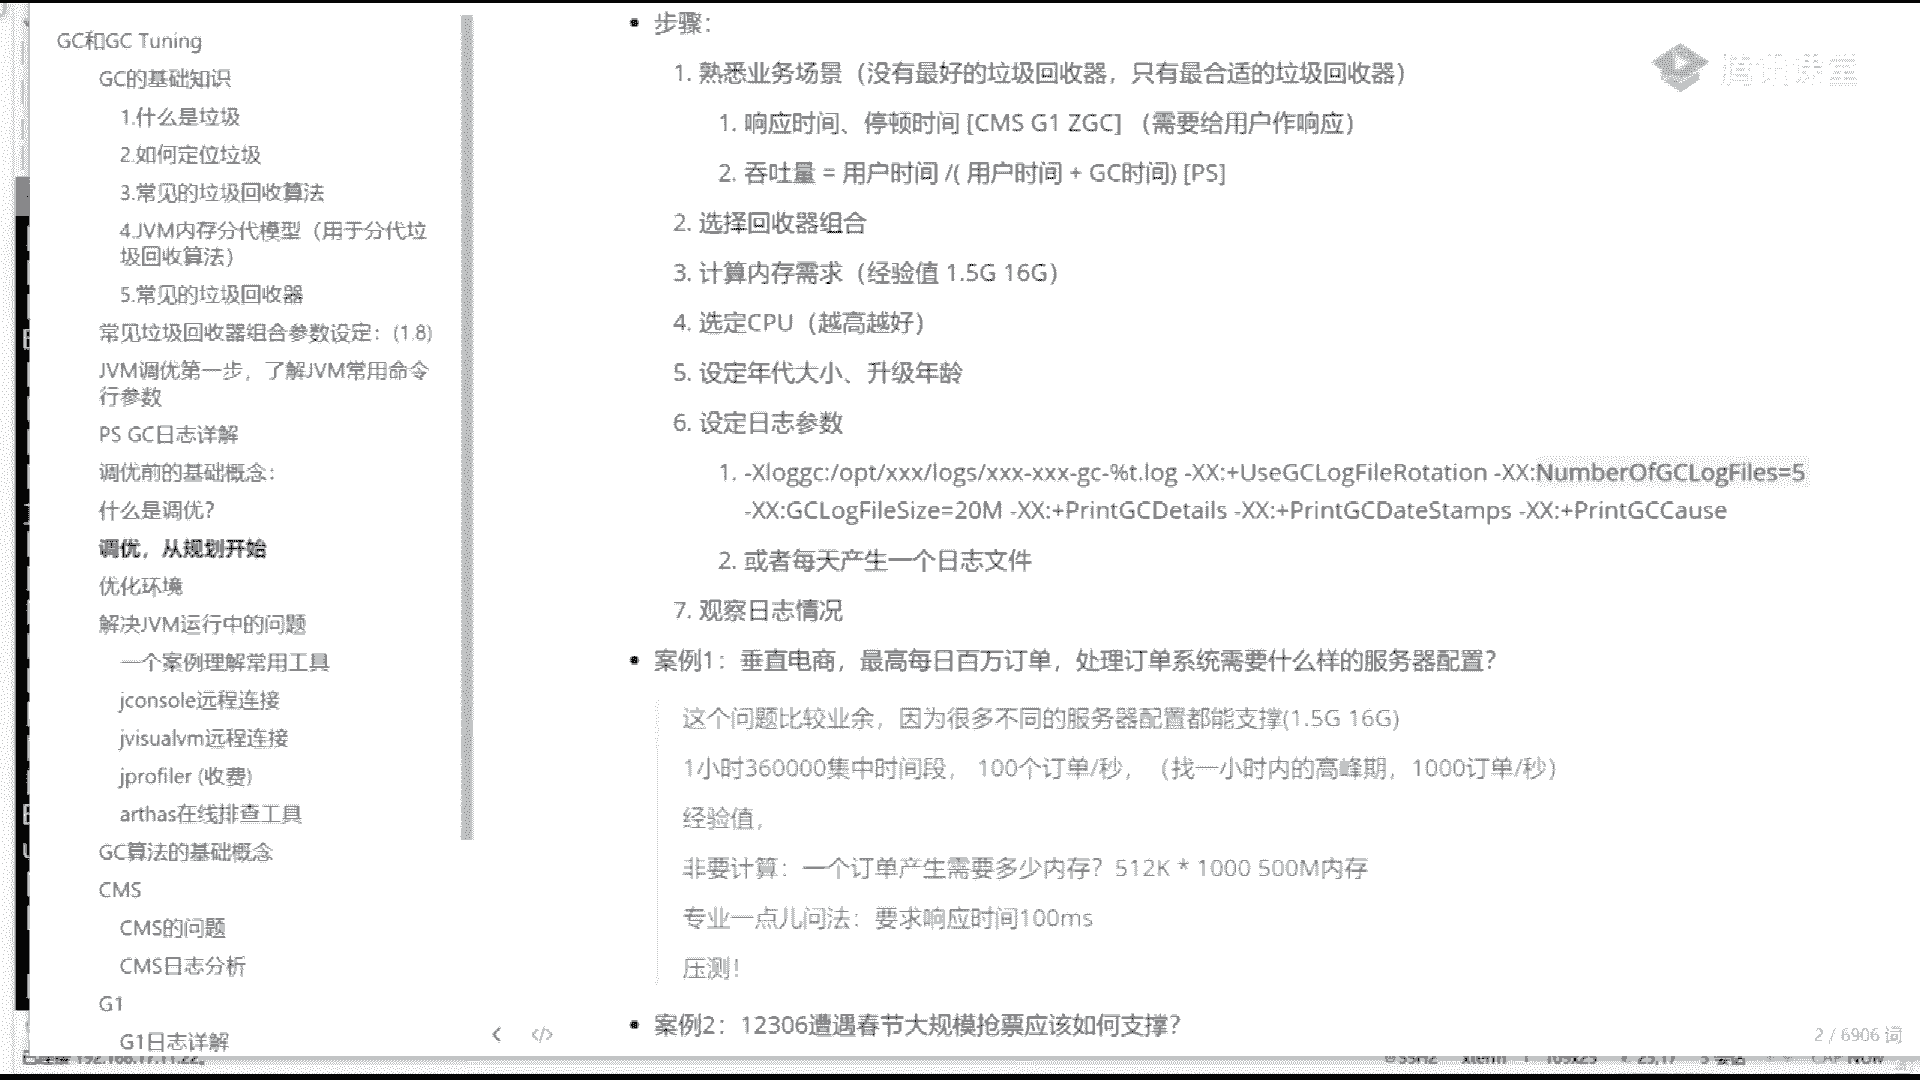 GC和GC Tuning
GC的基础知识
1.什么是垃圾
2.如何定位垃圾
3.常见的垃圾回收算法
4.JVM内存分代模型（用于分代垃
圾回收算法）
5.常见的垃圾回收器
常见垃圾回收器组合参数设定：(1.8)
JVM调优第一步，了解JVM常用命令
行参数
PS GC日志详解
调优前的基础概念：
什么是调优？
调优，从规划开始
优化环境
解决JVM运行中的问题
一个案例理解常用工具
jconsole远程连接
jvisualvm远程连接
jprofiler (收费)
arthas在线排查工具
GC算法的基础概念
CMS
CMS的问题
CMS日志分析
G1
G1日志详解
• 步骤：
1. 熟悉业务场景（没有最好的垃圾回收器，只有最合适的垃圾回收器）
1. 响应时间、停顿时间 [CMS G1 ZGC] （需要给用户作响应）
2. 吞吐量 = 用户时间 /( 用户时间 + GC时间) [PS]
2. 选择回收器组合
3. 计算内存需求（经验值 1.5G 16G）
4. 选定CPU（越高越好）
5. 设定年代大小、升级年龄
6. 设定日志参数
1. -Xloggc:/opt/xxx/logs/xxx-xxx-gc-%t.log -XX:+UseGCLogFileRotation -XX:NumberOfGCLogFiles=5
-XX:GCLogFileSize=20M -XX:+PrintGCDetails -XX:+PrintGCDateStamps -XX:+PrintGCCause
2. 或者每天产生一个日志文件
7. 观察日志情况
• 案例1：垂直电商，最高每日百万订单，处理订单系统需要什么样的服务器配置？
这个问题比较业余，因为很多不同的服务器配置都能支撑(1.5G 16G)
1小时360000集中时间段， 100个订单/秒，（找一小时内的高峰期，1000订单/秒）
经验值，
非要计算：一个订单产生需要多少内存？512K * 1000 500M内存
专业一点儿问法：要求响应时间100ms
压测！
• 案例2：12306遭遇春节大规模抢票应该如何支撑？
2 / 6906 词
腾讯课堂